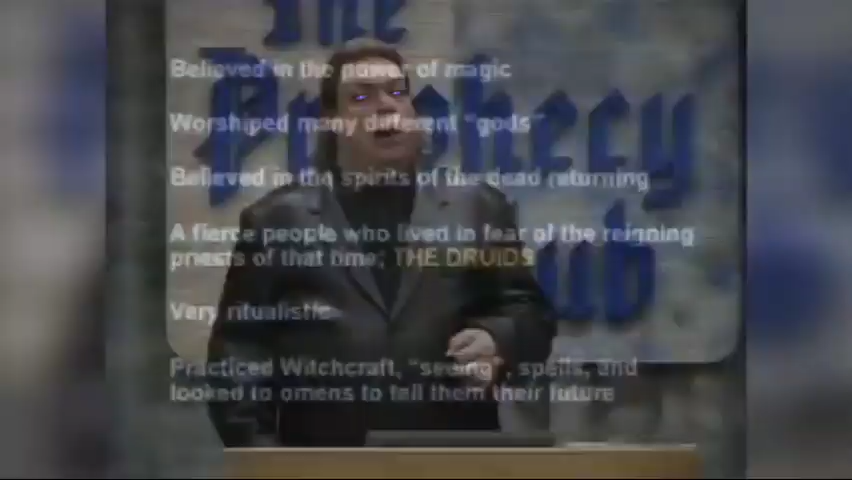 The
Prophecy
Club
Believed in the power of magic
Worshiped many different "gods"
Believed in the spirits of the dead returning
A fierce people who lived in fear of the reigning
priests of that time; THE DRUIDS
Very ritualistic
Practiced Witchcraft, "seeing", spells, and
looked to omens to tell them their future